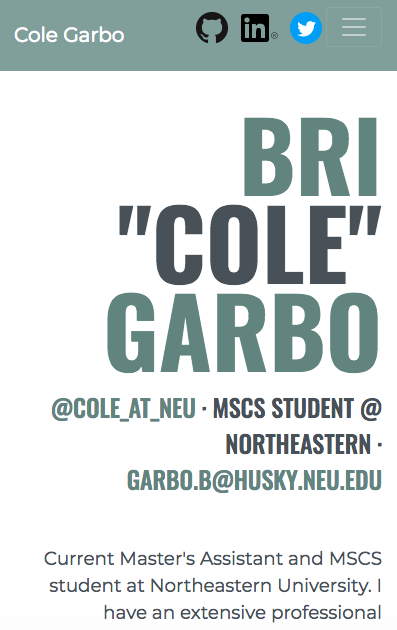 Cole Garbo
in
BRI
"COLE"
GARBO
@COLE_AT_NEU · MSCS STUDENT @
NORTHEASTERN ·
GARBO.B@HUSKY.NEU.EDU
Current Master's Assistant and MSCS
student at Northeastern University. I
have an extensive professional